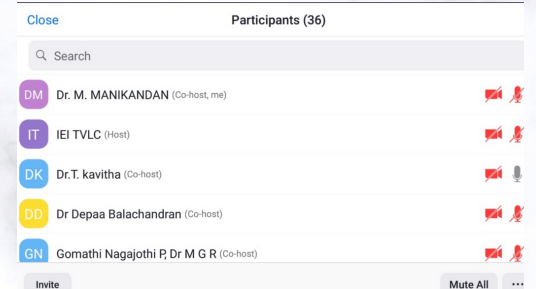 Close Participants (36)
Search
DM Dr. M. MANIKANDAN (Co-host, me)
IT IEI TVLC (Host)
DK Dr.T. kavitha (Co-host)
DD Dr Depaa Balachandran (Co-host)
GN Gomathi Nagajothi P, Dr M G R (Co-host)
Invite Mute All ...